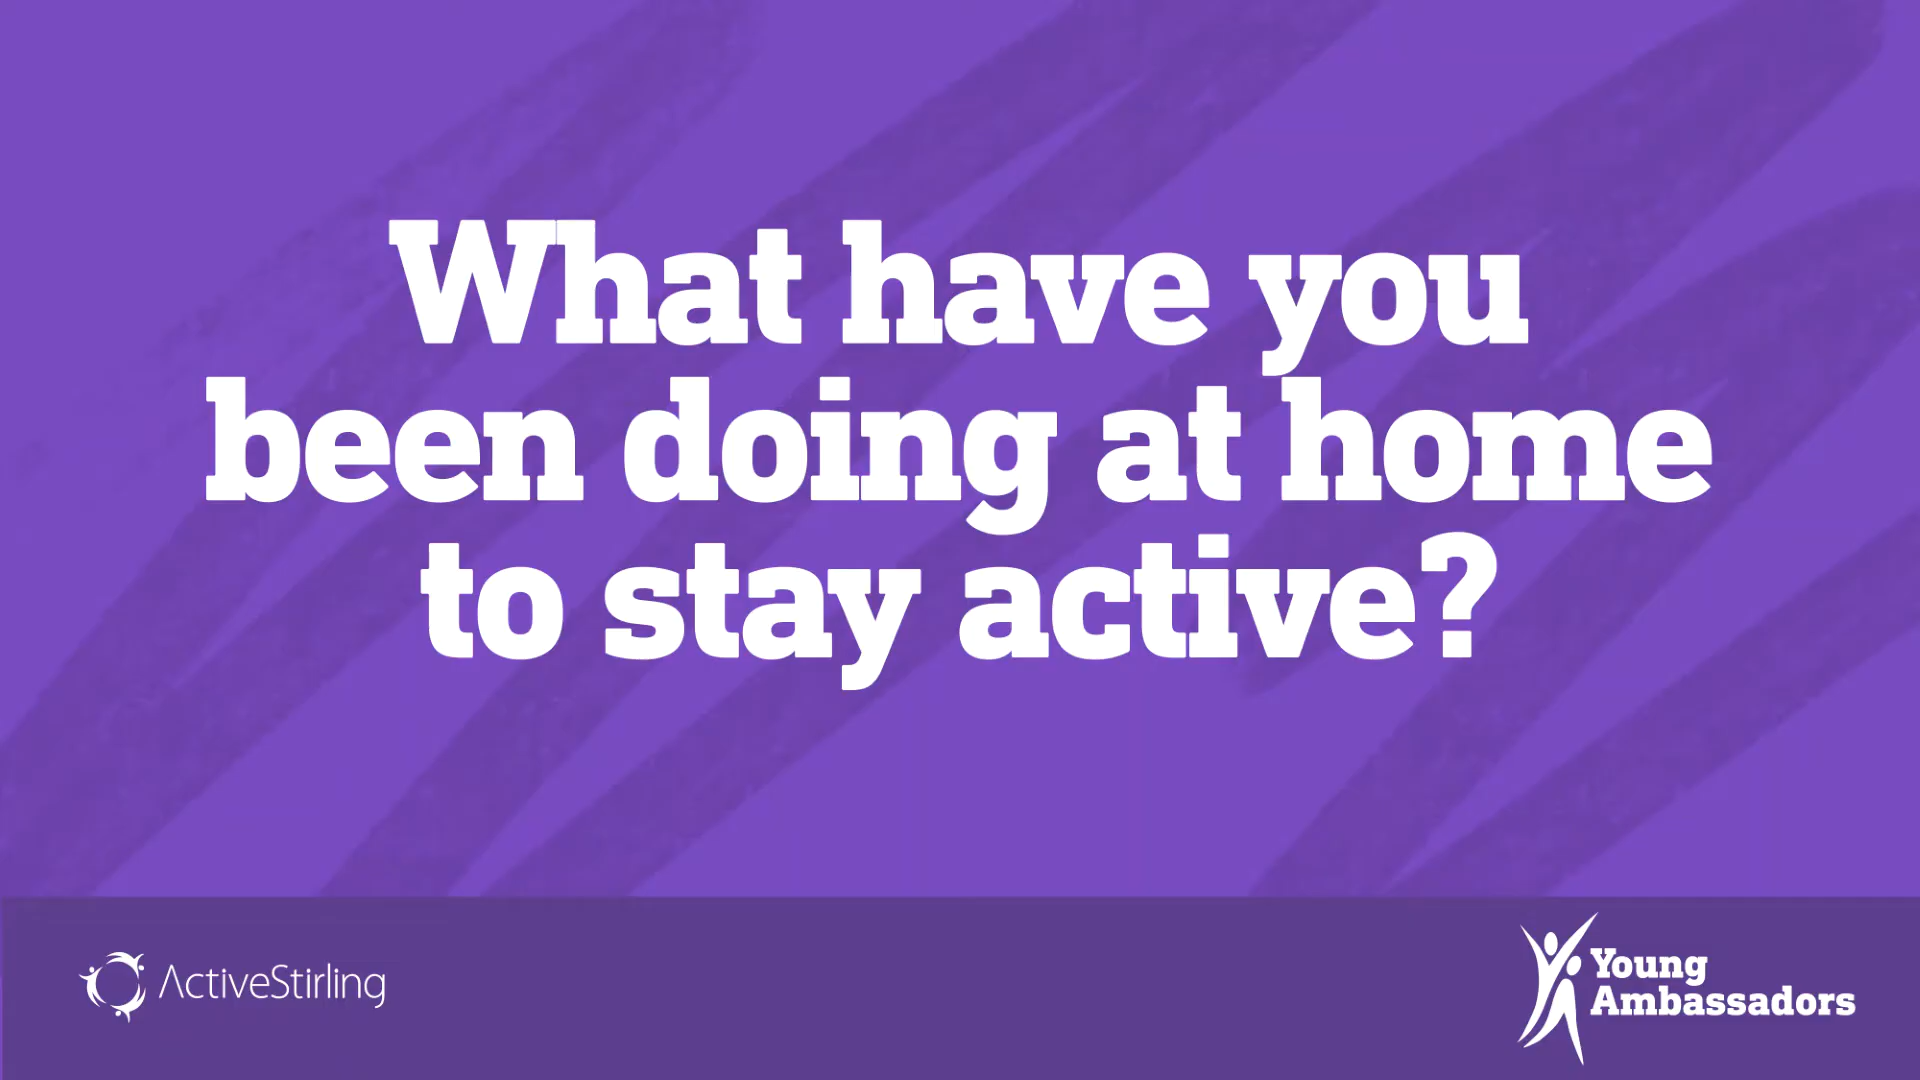 What have you
been doing at home
to stay active?
ActiveStirling
Young
Ambassadors